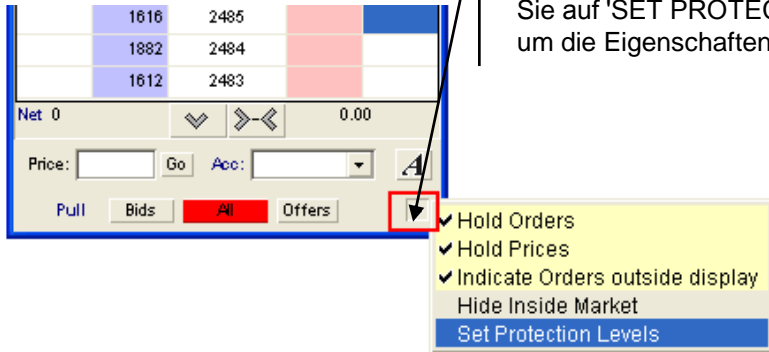 Sie auf 'SET PROTEC
um die Eigenschaften
1616 2485
1882 2484
1612 2483
Net 0 0.00
Price: Go Acc: A
Pull Bids All Offers
Hold Orders
Hold Prices
Indicate Orders outside display
Hide Inside Market
Set Protection Levels